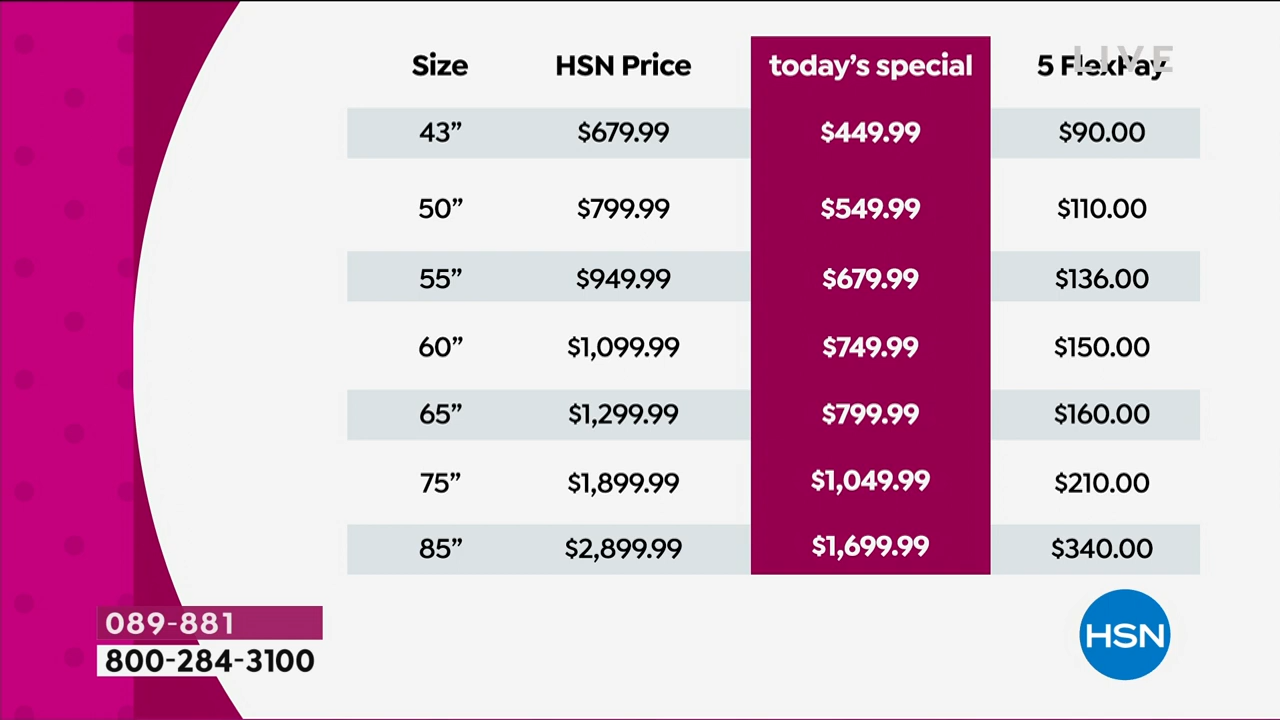 LIVE
Size HSN Price today's special 5 FlexPay
43” $679.99 $449.99 $90.00
50” $799.99 $549.99 $110.00
55” $949.99 $679.99 $136.00
60” $1,099.99 $749.99 $150.00
65” $1,299.99 $799.99 $160.00
75” $1,899.99 $1,049.99 $210.00
85” $2,899.99 $1,699.99 $340.00
089-881
800-284-3100
HSN